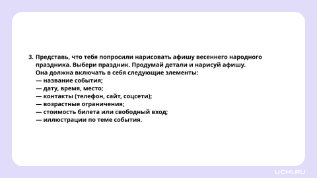 3. Представь, что тебя попросили нарисовать афишу весеннего народного
праздника. Выбери праздник. Продумай детали и нарисуй афишу.
Она должна включать в себя следующие элементы:
— название события;
— дату, время, место;
— контакты (телефон, сайт, соцсети);
— возрастные ограничения;
— стоимость билета или свободный вход;
— иллюстрации по теме события.
UCHI.RU